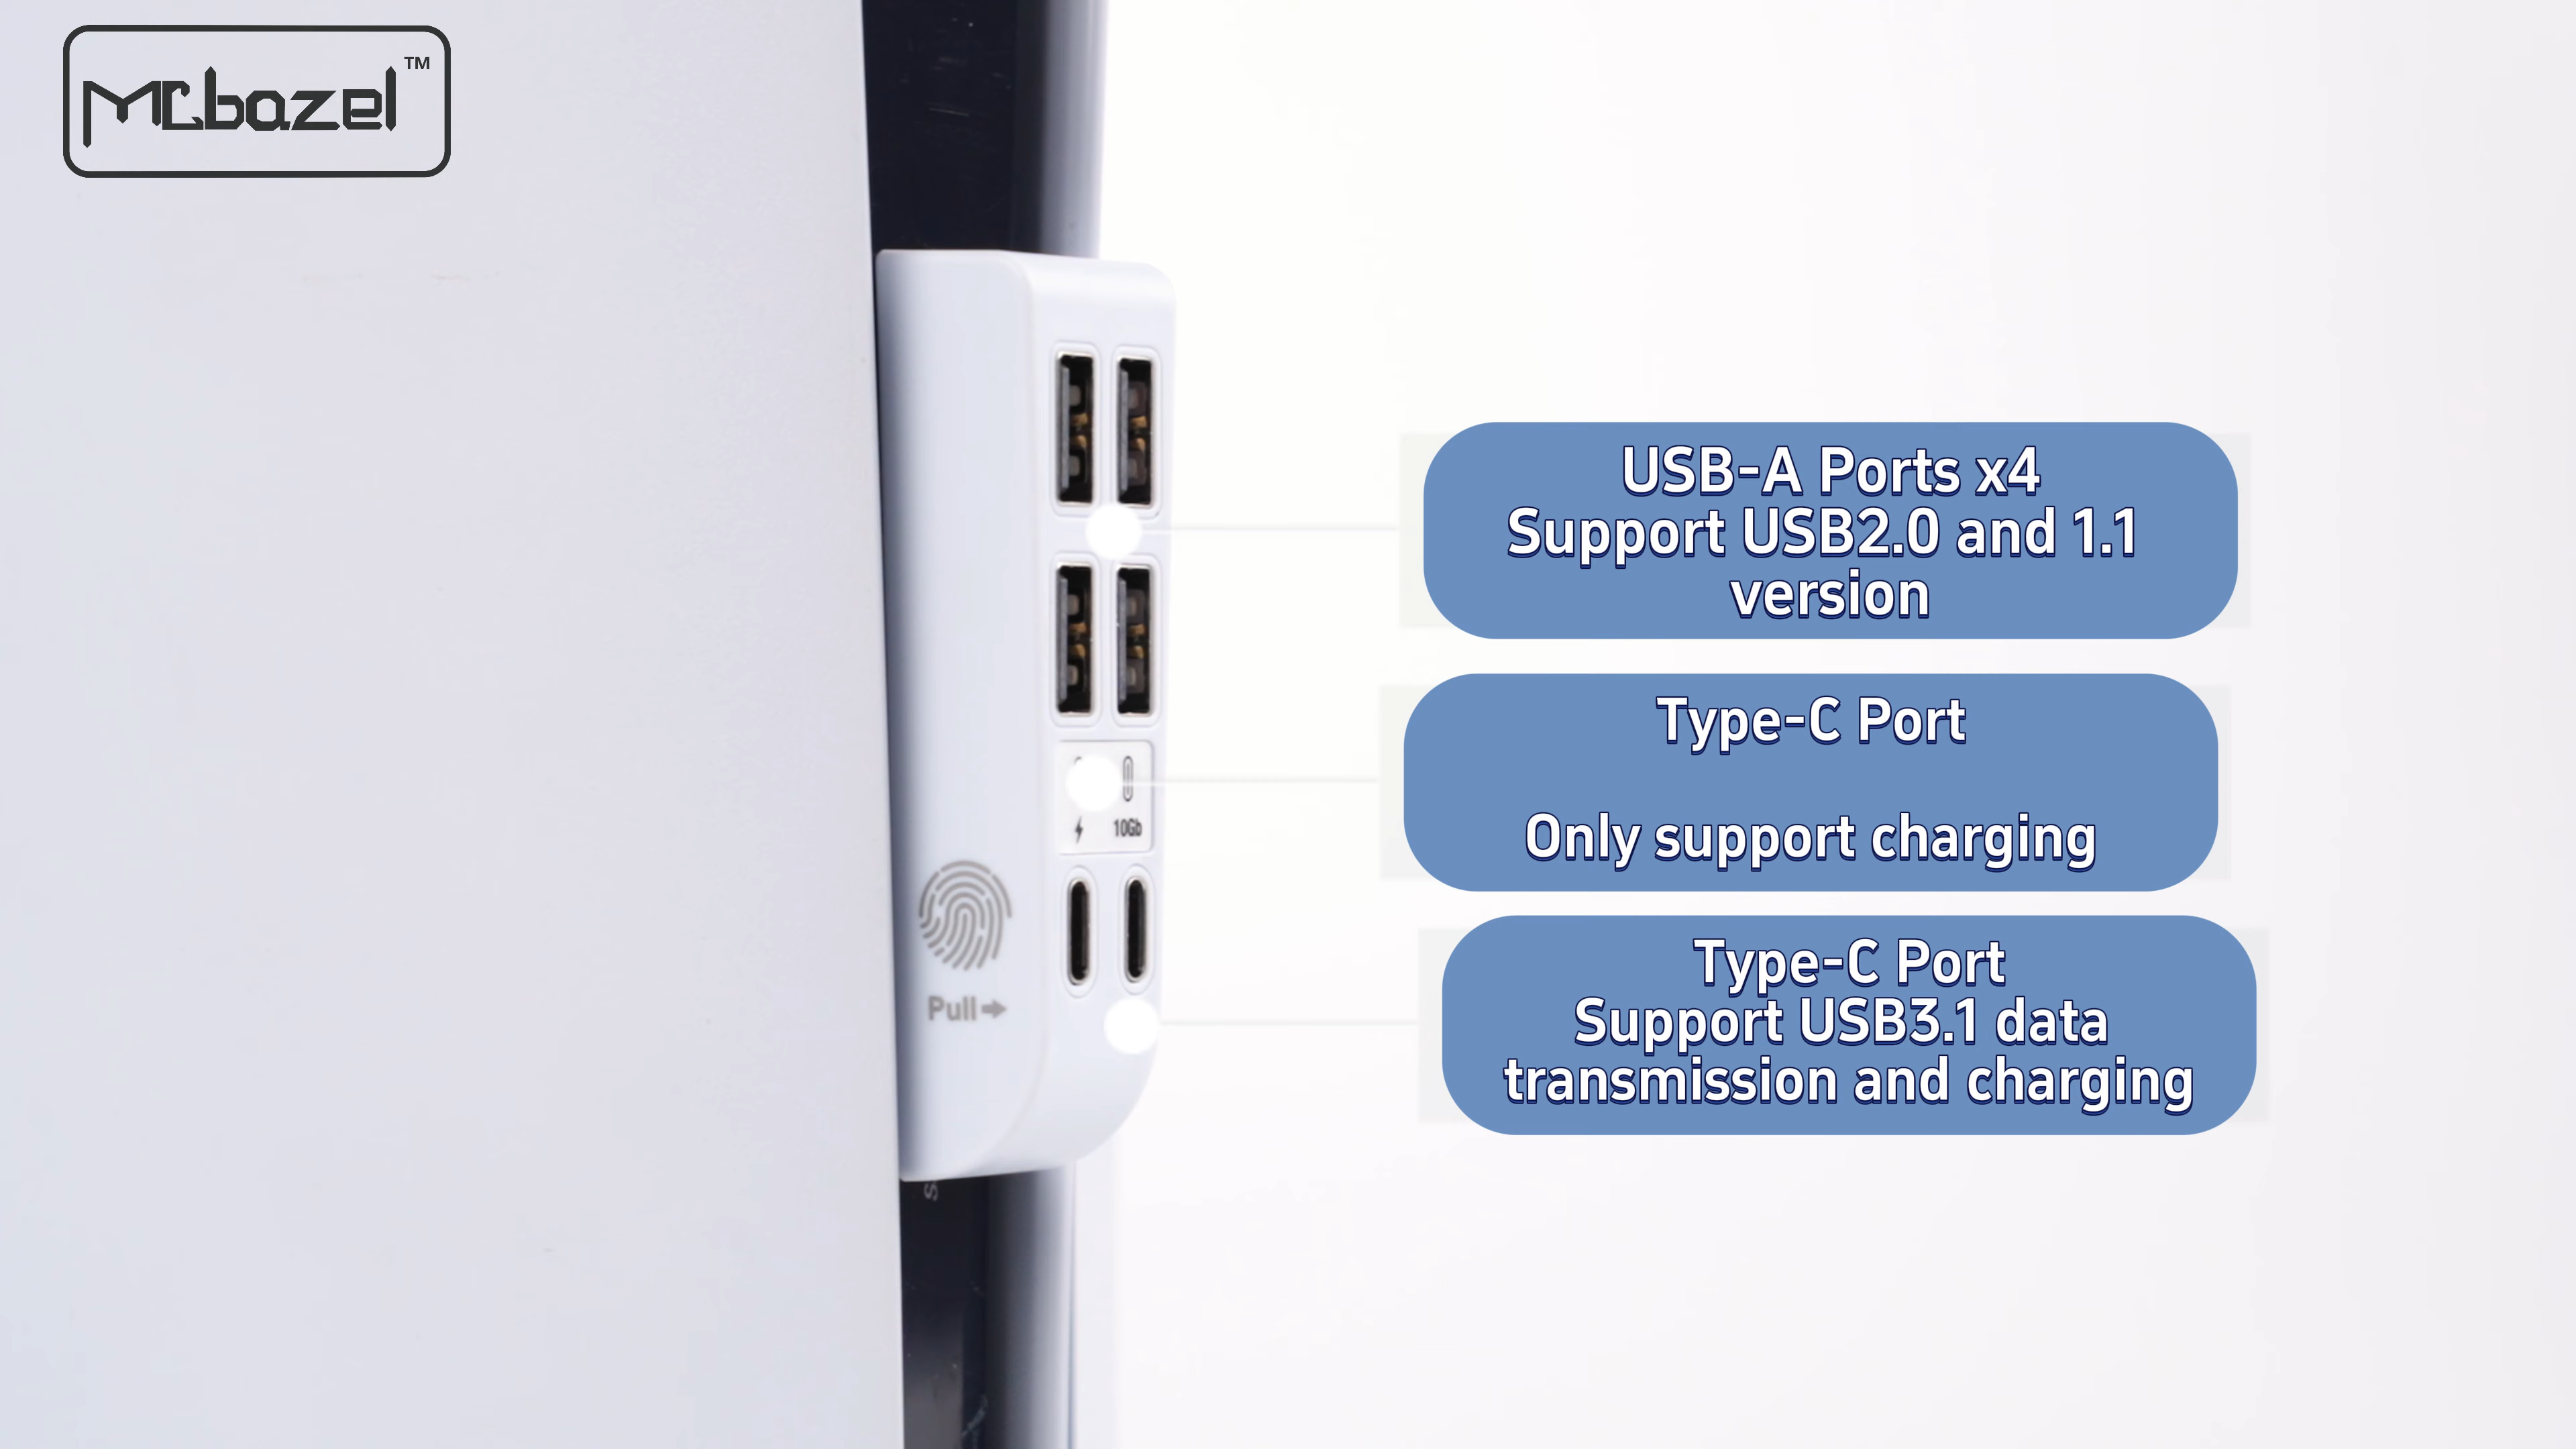 Mcbazel™
USB-A Ports x4
Support USB2.0 and 1.1
version
Type-C Port
Only support charging
10Gb
Type-C Port
Support USB3.1 data
transmission and charging
Pull
S